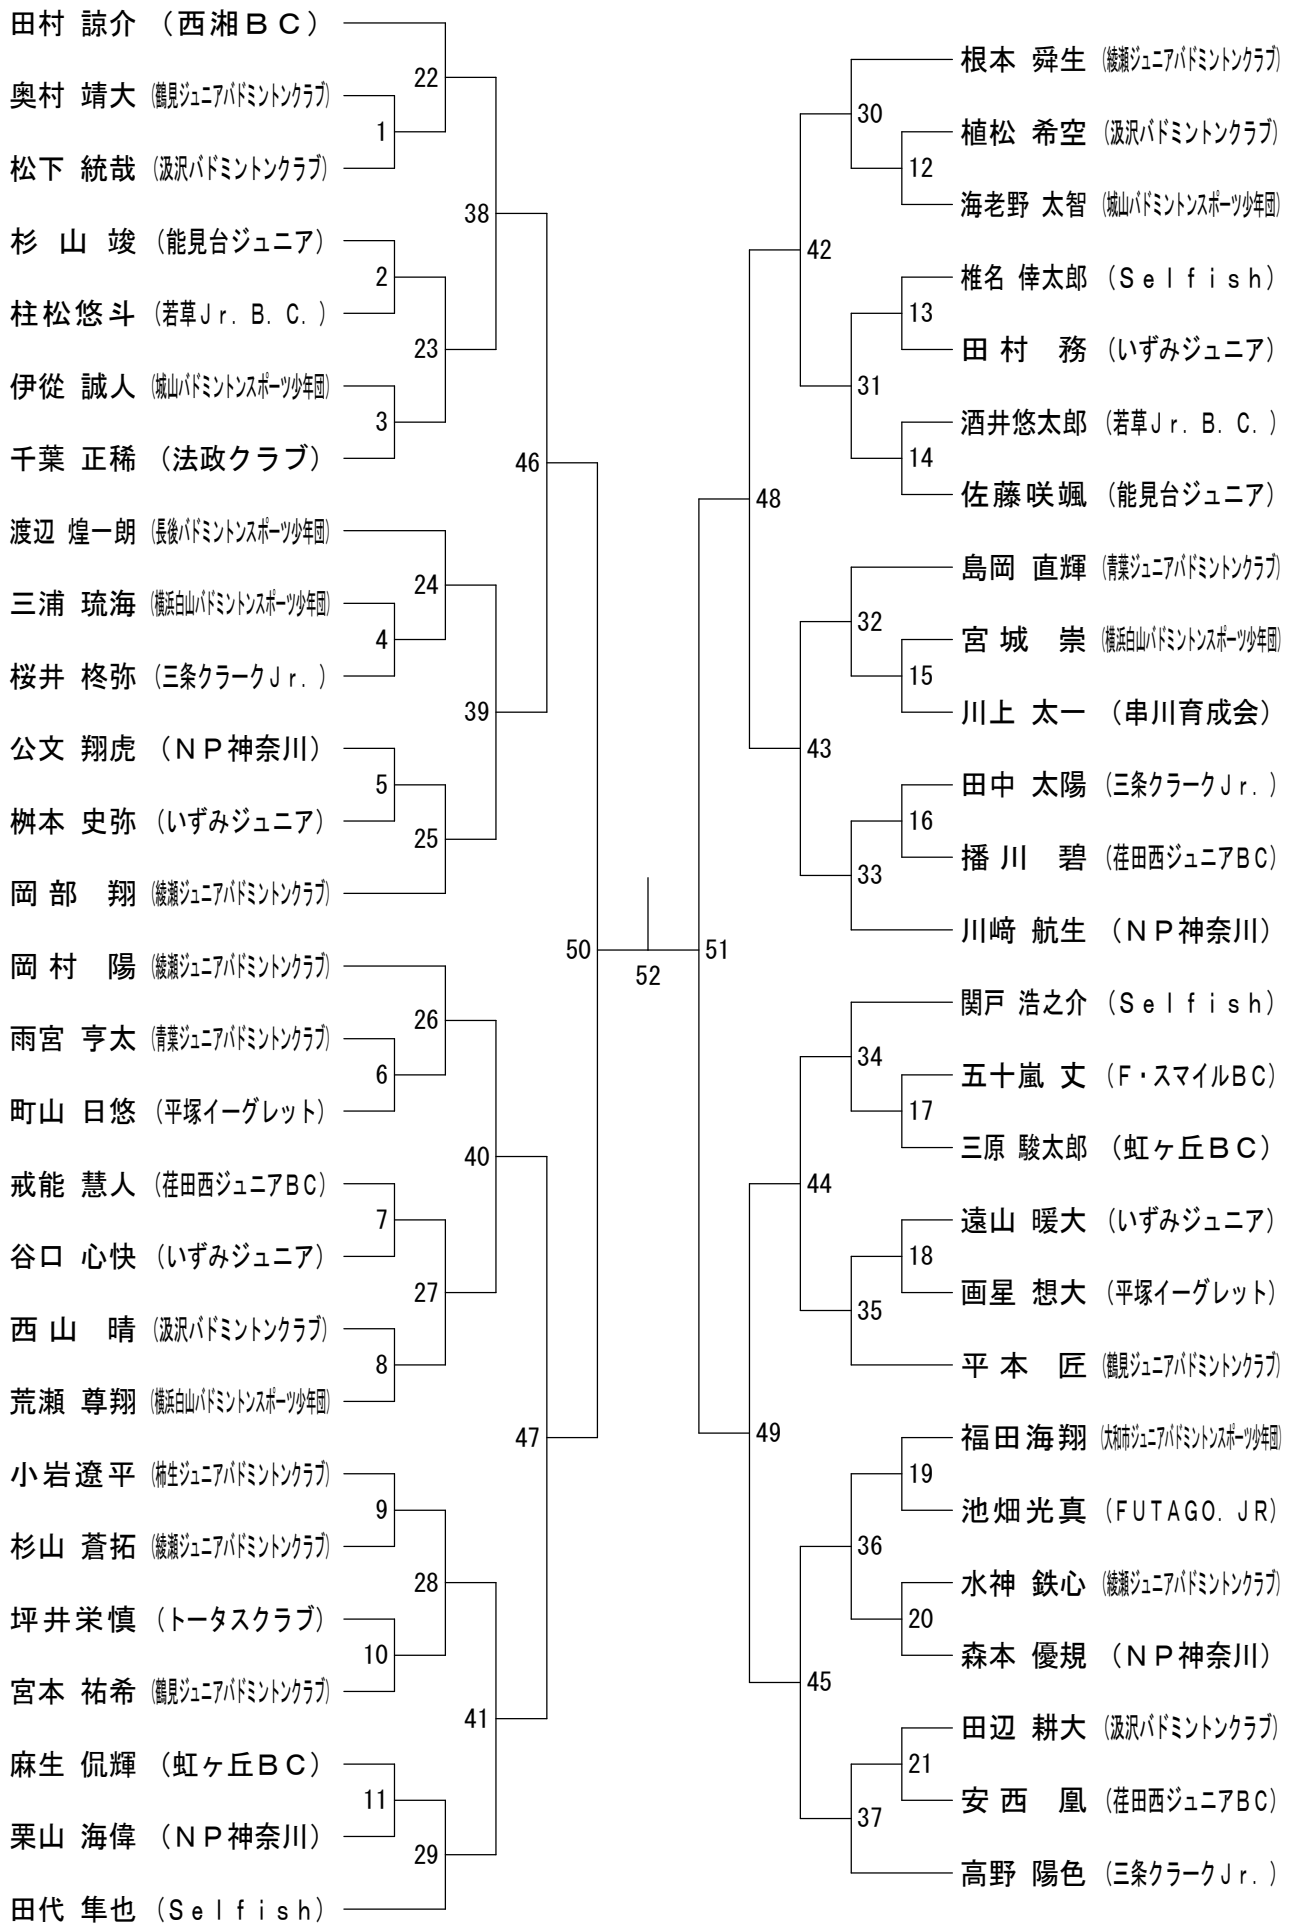 田村 諒介 （西湘ＢＣ）
22
奥村 靖大 (鶴見ジュニアバドミントンクラブ)
1
松下 統哉 (汲沢バドミントンクラブ)
38
杉 山 竣 (能見台ジュニア)
2
柱松悠斗 (若草Ｊｒ．Ｂ．Ｃ．)
23
伊從 誠人 (城山バドミントンスポーツ少年団)
3
千葉 正稀 (法政クラブ)
46
渡辺 煌一朗 (長後バドミントンスポーツ少年団)
24
三浦 琉海 (横浜白山バドミントンスポーツ少年団)
4
桜井 柊弥 (三条クラークＪｒ．)
39
公文 翔虎 （ＮＰ神奈川）
5
桝本 史弥 (いずみジュニア)
25
岡 部 翔 (綾瀬ジュニアバドミントンクラブ)
50
岡 村 陽 (綾瀬ジュニアバドミントンクラブ)
26
雨宮 亨太 (青葉ジュニアバドミントンクラブ)
6
町山 日悠 (平塚イーグレット)
40
戒能 慧人 (荏田西ジュニアBC)
7
谷口 心快 (いずみジュニア)
27
西 山 晴 (汲沢バドミントンクラブ)
8
荒瀬 尊翔 (横浜白山バドミントンスポーツ少年団)
47
小岩遼平 (柿生ジュニアバドミントンクラブ)
9
杉山 蒼拓 (綾瀬ジュニアバドミントンクラブ)
28
坪井栄慎 (トータスクラブ)
10
宮本 祐希 (鶴見ジュニアバドミントンクラブ)
41
麻生 侃輝 （虹ヶ丘ＢＣ）
11
栗山 海偉 （ＮＰ神奈川）
29
田代 隼也 (Ｓｅｌｆｉｓｈ)
52
根本 舜生 (綾瀬ジュニアバドミントンクラブ)
30
植松 希空 (汲沢バドミントンクラブ)
12
海老野 太智 (城山バドミントンスポーツ少年団)
42
椎名 倖太郎 (Ｓｅｌｆｉｓｈ)
13
田 村 務 (いずみジュニア)
31
酒井悠太郎 (若草Ｊｒ．Ｂ．Ｃ．)
14
佐藤咲颯 (能見台ジュニア)
48
島岡 直輝 (青葉ジュニアバドミントンクラブ)
32
宮 城 崇 (横浜白山バドミントンスポーツ少年団)
15
川上 太一 （串川育成会）
43
田中 太陽 (三条クラークＪｒ．)
16
播 川 碧 (荏田西ジュニアBC)
33
川﨑 航生 （ＮＰ神奈川）
51
関戸 浩之介 (Ｓｅｌｆｉｓｈ)
34
五十嵐 丈 (Ｆ・スマイルBC)
17
三原 駿太郎 （虹ヶ丘ＢＣ）
44
遠山 暖大 (いずみジュニア)
18
画星 想大 (平塚イーグレット)
35
平 本 匠 (鶴見ジュニアバドミントンクラブ)
49
福田海翔 (大和市ジュニアバドミントンスポーツ少年団)
19
池畑光真 (FUTAGO．JR)
36
水神 鉄心 (綾瀬ジュニアバドミントンクラブ)
20
森本 優規 （ＮＰ神奈川）
45
田辺 耕大 (汲沢バドミントンクラブ)
21
安 西 凰 (荏田西ジュニアBC)
37
高野 陽色 (三条クラークＪｒ．)